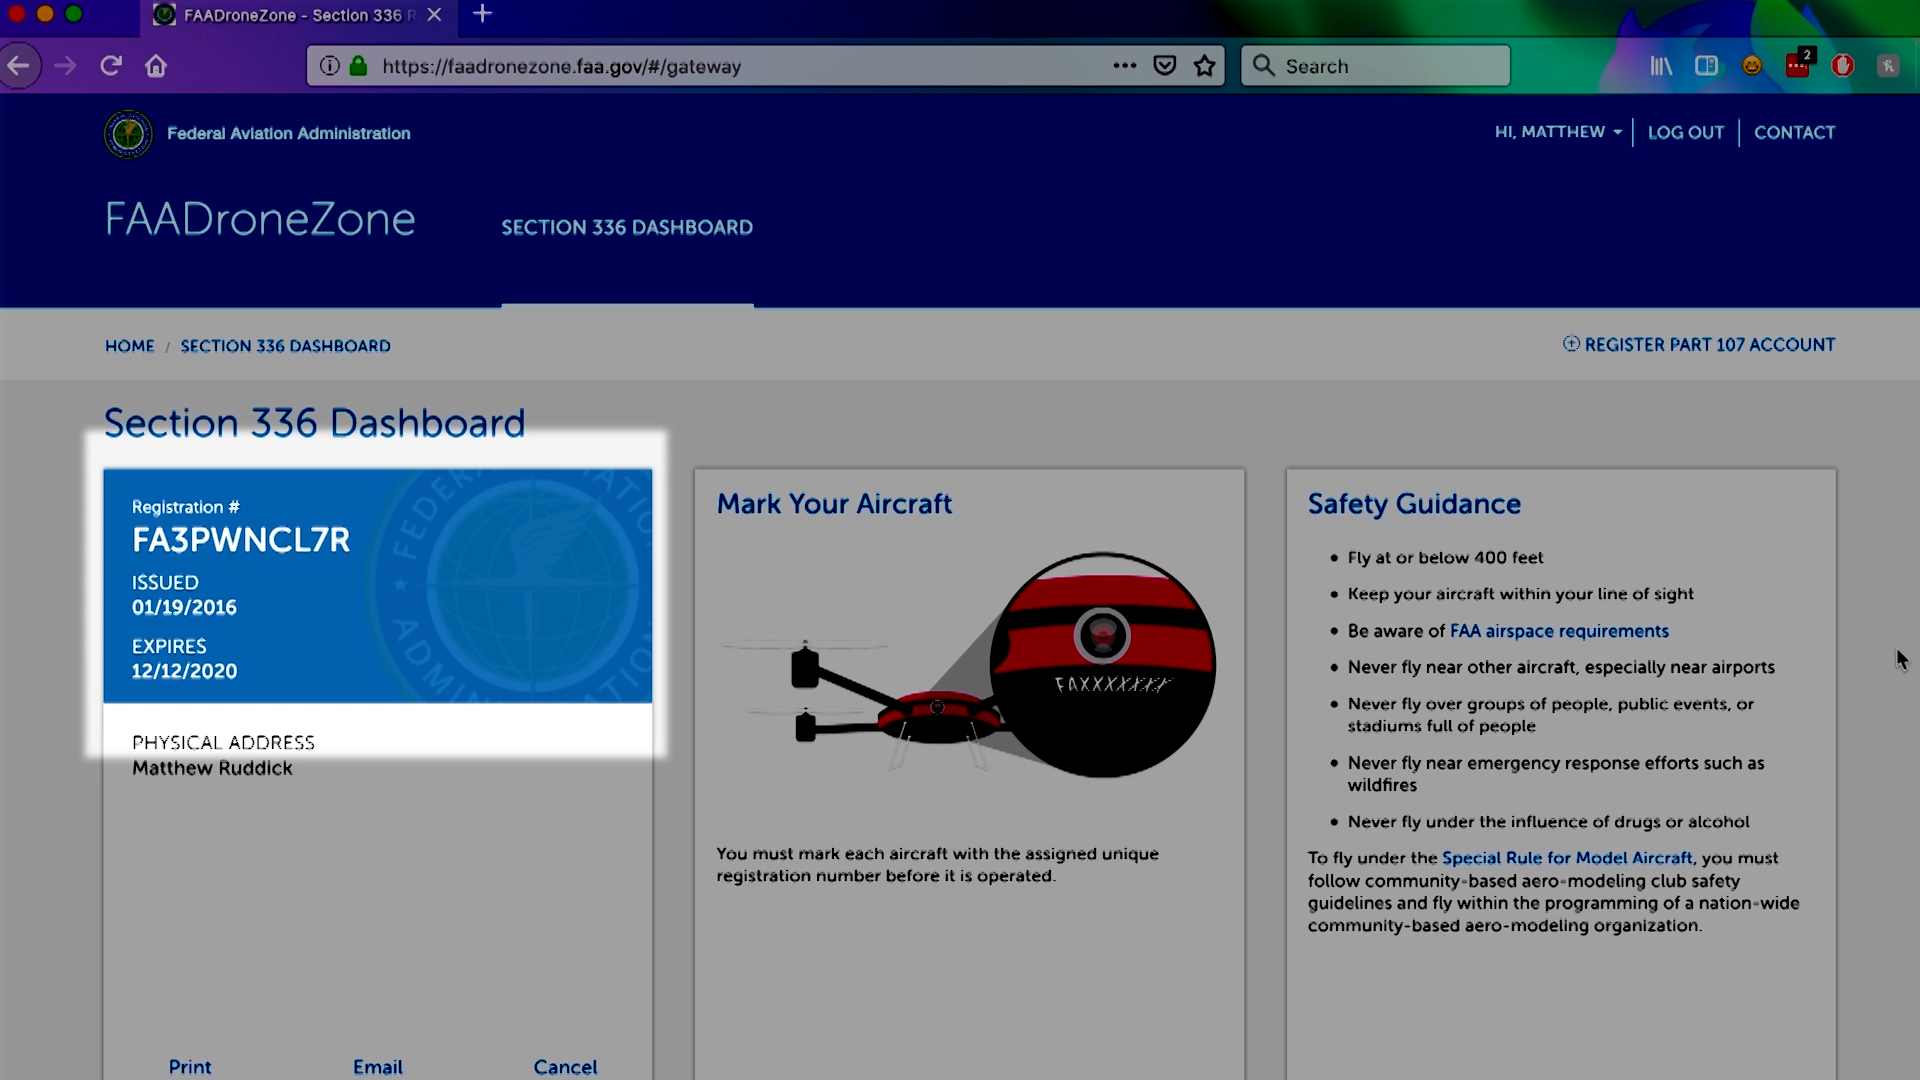 FAADroneZone - Section 336 R
https://faadronezone.faa.gov/#/gateway
Search
2
Federal Aviation Administration
HI, MATTHEW
LOG OUT
CONTACT
FAADroneZone
SECTION 336 DASHBOARD
HOME / SECTION 336 DASHBOARD
REGISTER PART 107 ACCOUNT
Section 336 Dashboard
Registration #
FA3PWNCL7R
ISSUED
01/19/2016
EXPIRES
12/12/2020
PHYSICAL ADDRESS
Matthew Ruddick
Print
Email
Cancel
Mark Your Aircraft
You must mark each aircraft with the assigned unique
registration number before it is operated.
Safety Guidance
• Fly at or below 400 feet
• Keep your aircraft within your line of sight
• Be aware of FAA airspace requirements
• Never fly near other aircraft, especially near airports
• Never fly over groups of people, public events, or
stadiums full of people
• Never fly near emergency response efforts such as
wildfires
• Never fly under the influence of drugs or alcohol
To fly under the Special Rule for Model Aircraft, you must
follow community-based aero-modeling club safety
guidelines and fly within the programming of a nation-wide
community-based aero-modeling organization.